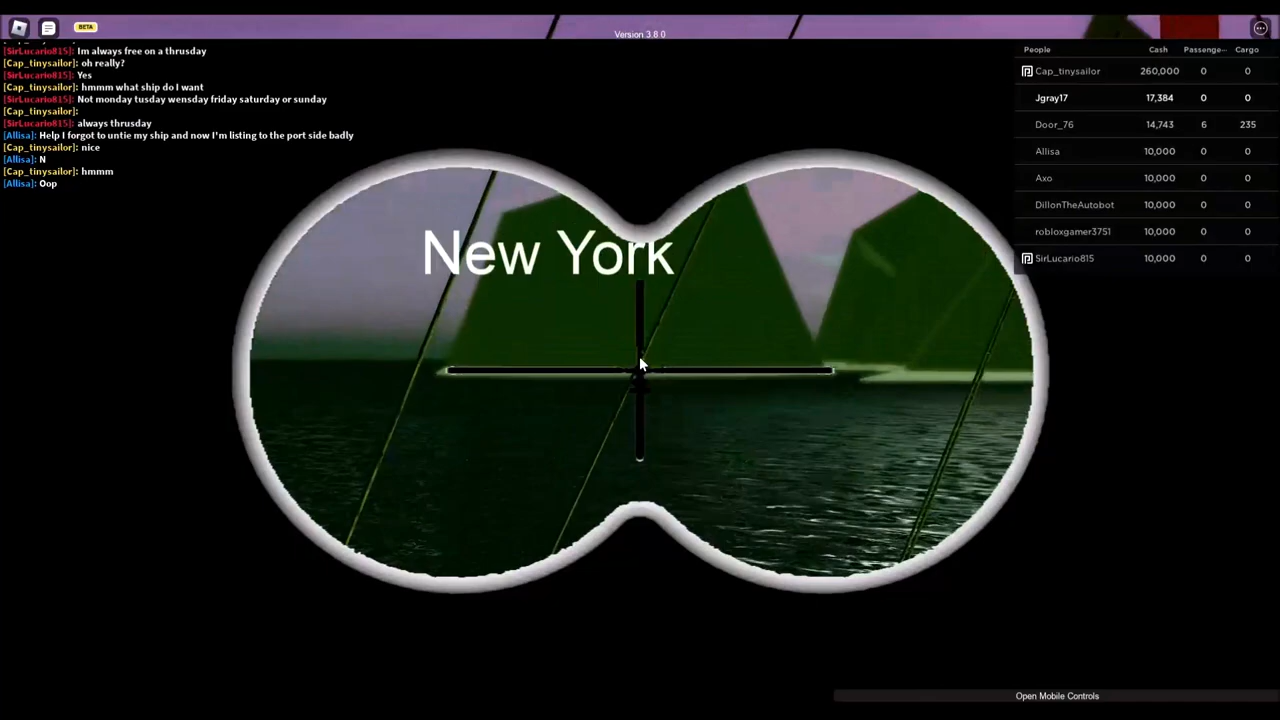 BETA
Version 3.8.0
[SirLucario815]: Im always free on a thrusday
[Cap_tinysailor]: oh really?
[SirLucario815]: Yes
[Cap_tinysailor]: hmmm what ship do I want
[SirLucario815]: Not monday tusday wensday friday saturday or sunday
[Cap_tinysailor]:
[SirLucario815]: always thrusday
[Allisa]: Help I forgot to untie my ship and now I'm listing to the port side badly
[Cap_tinysailor]: nice
[Allisa]: N
[Cap_tinysailor]: hmmm
[Allisa]: Oop
People Cash Passenge... Cargo
Cap_tinysailor 260,000 0 0
Jgray17 17,384 0 0
Door_76 14,743 6 235
Allisa 10,000 0 0
Axo 10,000 0 0
DillonTheAutobot 10,000 0 0
robloxgamer3751 10,000 0 0
SirLucario815 10,000 0 0
New York
Open Mobile Controls